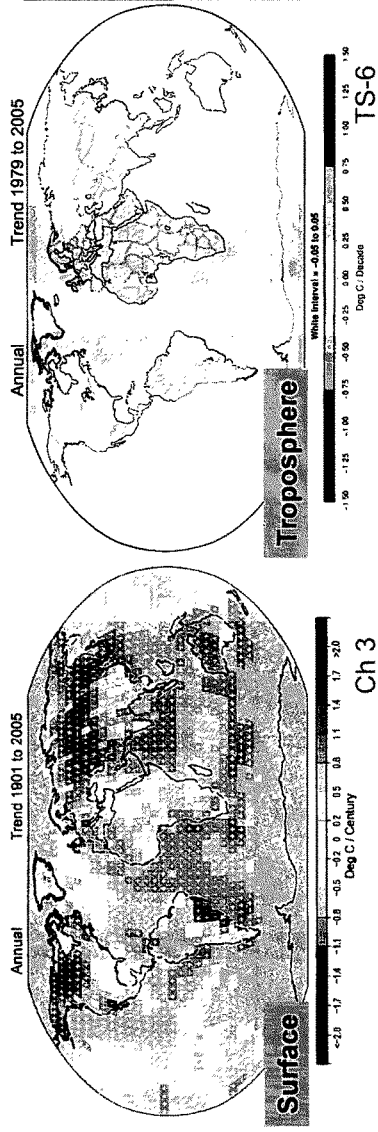 Annual
Trend 1901 to 2005
Surface
<-2.0 -1.7 -1.4 -1.1 -0.8 -0.5 -0.2 0 0.2 0.5 0.8 1.1 1.4 1.7 >2.0
Deg C / Century
Ch 3
Annual
Trend 1979 to 2005
Troposphere
White Interval = -0.05 to 0.05
-1.50 -1.25 -1.00 -0.75 -0.50 -0.25 0.00 0.25 0.50 0.75 1.00 1.25 1.50
Deg C / Decade
TS-6